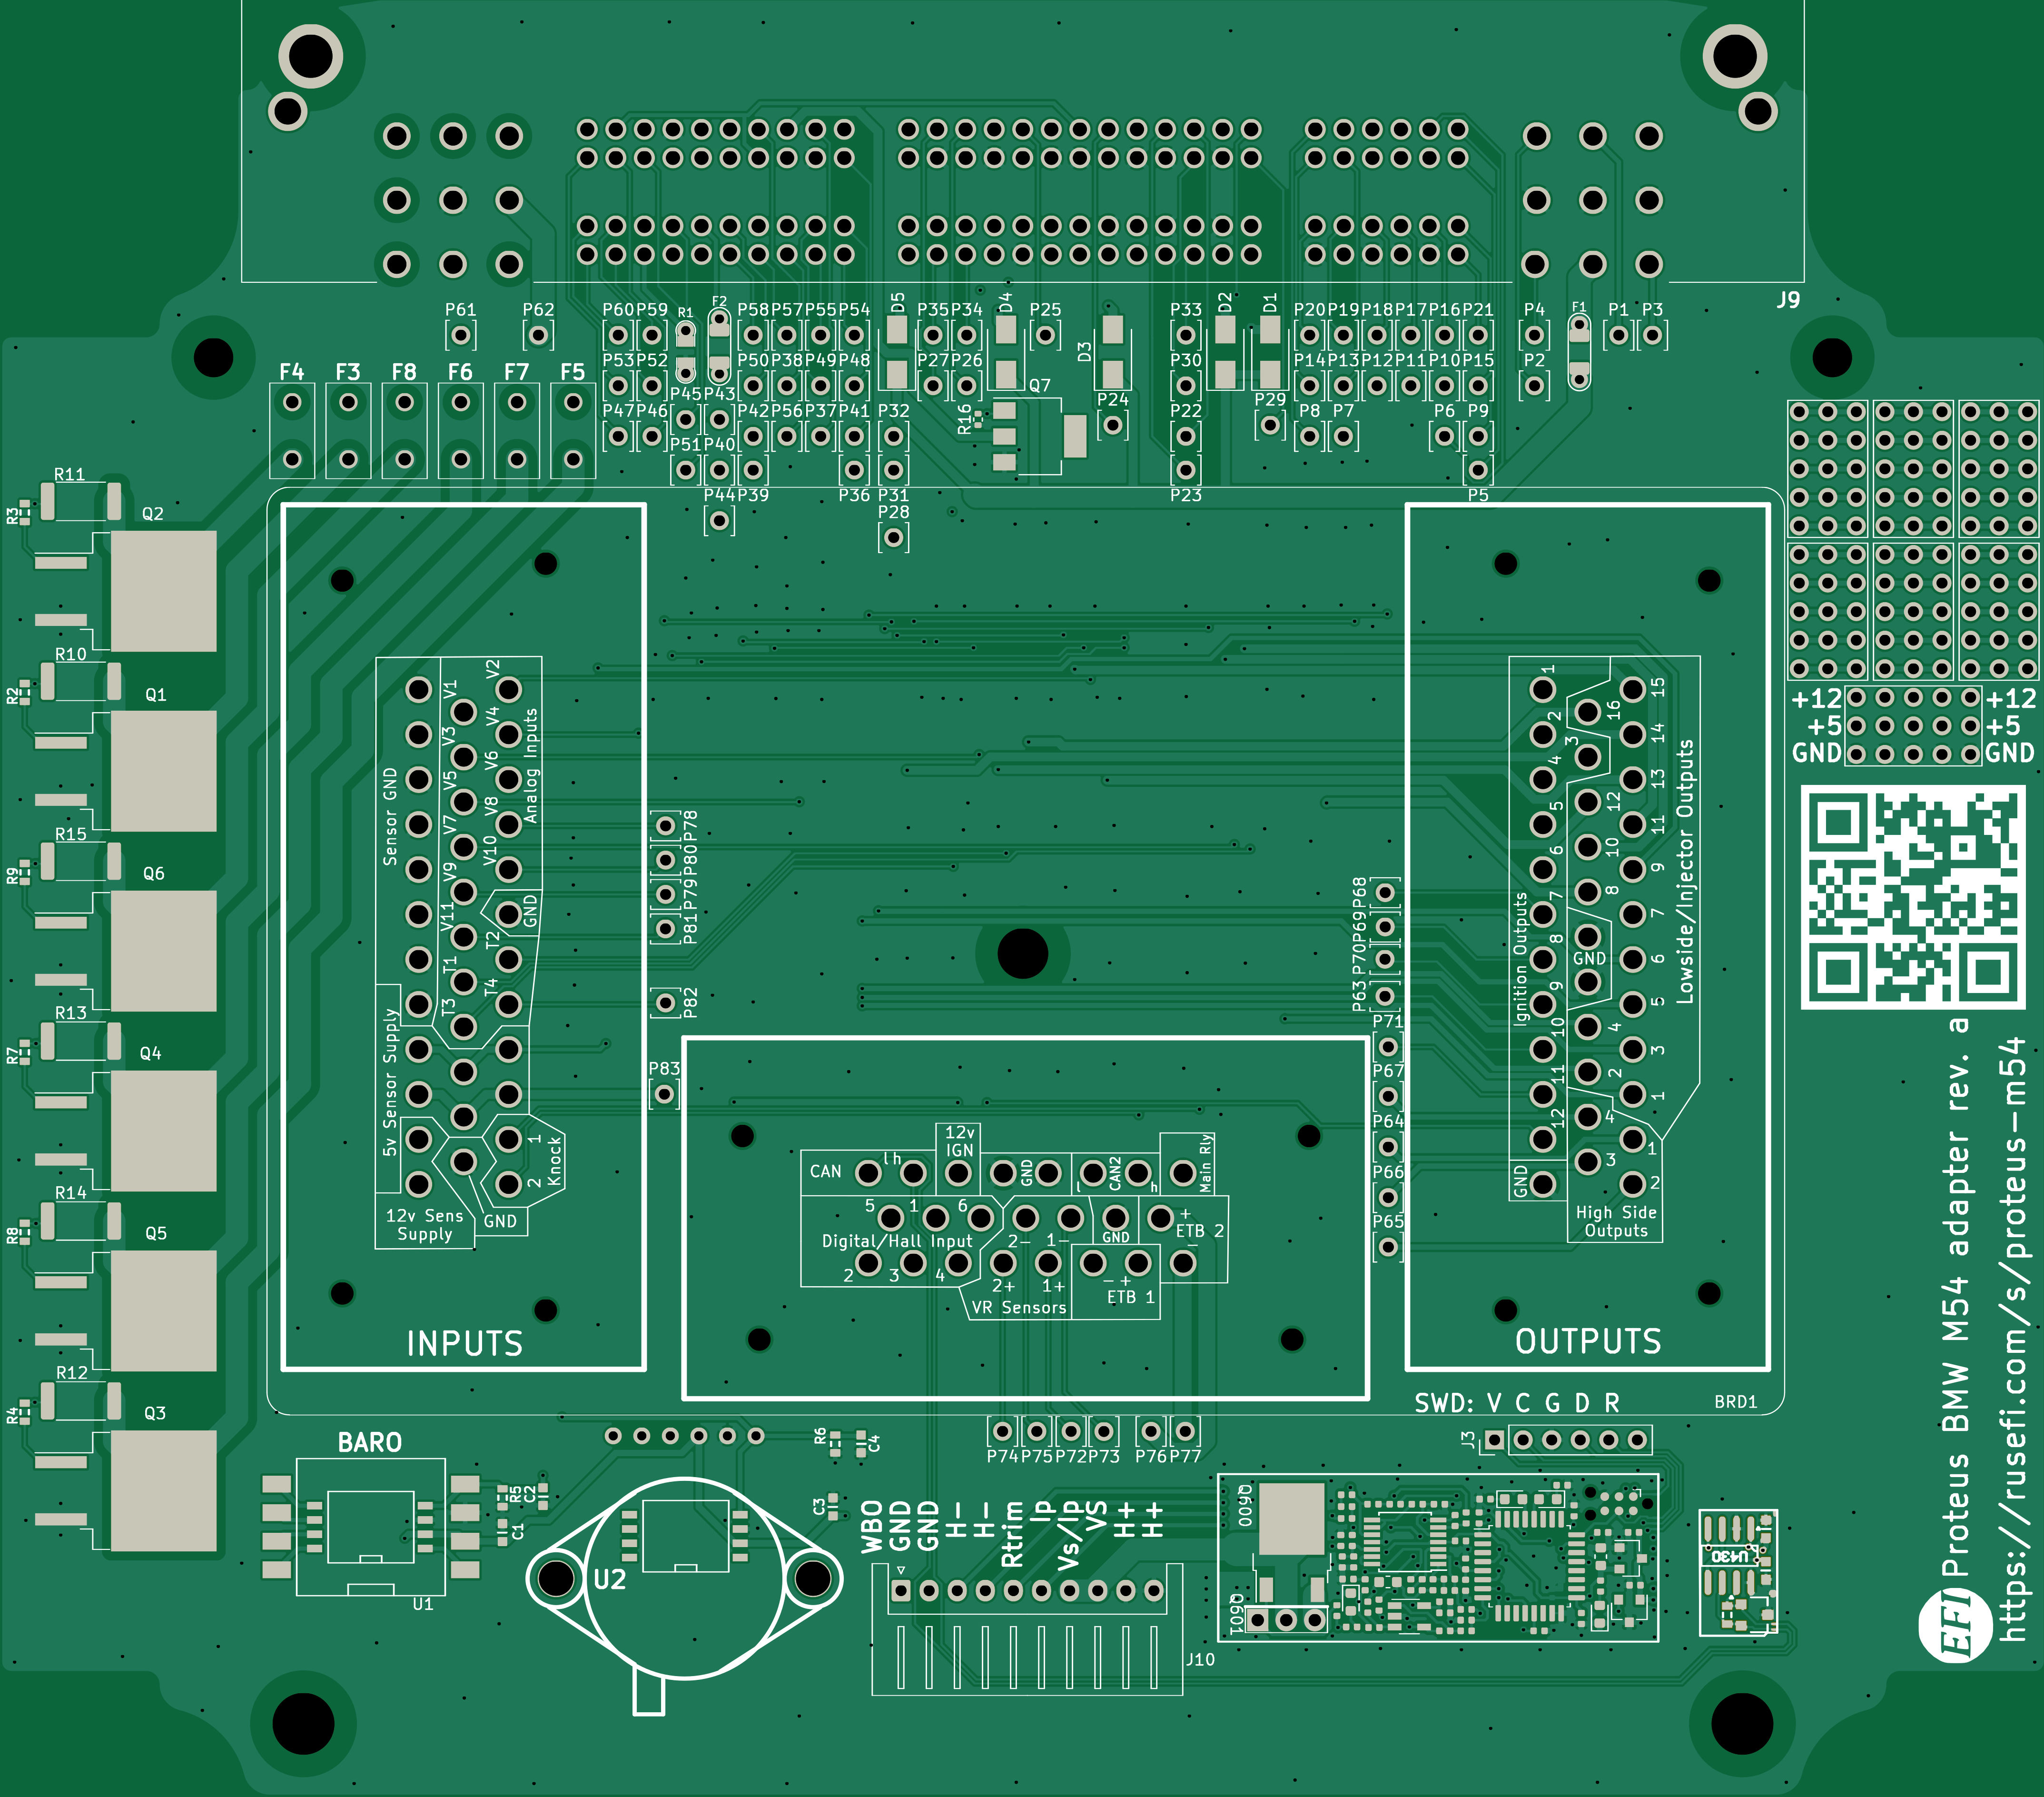 J9
P61 P62 P60 P59 R1 F2 P58 P57 P55 P54 D5 P35 P34 D4 P25 P33 D2 D1 P20 P19 P18 P17 P16 P21 P4 F1 P1 P3
P53 P52 P50 P38 P49 P48 P27 P26 D3 P30 P14 P13 P12 P11 P10 P15 P2
F4 F3 F8 F6 F7 F5
P45 P43 Q7
P47 P46 P42 P56 P37 P41 P32 R16 P24 P22 P29 P8 P7 P6 P9
P51 P40
P44 P39 P36 P31 P23 P5
P28
R11
R3
Q2
R10
R2
Q1
R15
R9
Q6
R13
R7
Q4
R14
R8
Q5
R12
R4
Q3
Sensor GND
5v Sensor Supply
V1
V2
V3
V4
V5
V6
V7
V8
V9
V10
V11
Analog Inputs
GND
T2
T1
T4
T3
1
2
Knock
12v Sens
Supply
GND
INPUTS
P78
P80
P79
P81
P82
P83
P68
P69
P70
P63
P71
P67
P64
P66
P65
CAN
l h
12v
IGN
GND
CAN2
l
h
Main Rly
5 1 6
Digital/Hall Input
2 3 4
2- 1-
2+ 1+
VR Sensors
GND
+
ETB 2
-
- +
ETB 1
1
2
3
4
5
6
7
8
9
10
11
12
Ignition Outputs
GND
15
16
14
13
12
11
10
9
8
7
6
5
4
3
2
1
GND
Lowside/Injector Outputs
4
1
3
2
High Side
Outputs
OUTPUTS
+12 +12
+5 +5
GND GND
Proteus BMW M54 adapter rev. a
https://rusefi.com/s/proteus-m54
EFI
SWD: V C G D R
BRD1
J3
P74 P75 P72 P73 P76 P77
BARO
R5
C2
C1
U1
U2
R6
C4
C3
WBO
GND
GND
H-
H-
Rtrim
Ip
Vs/Ip
VS
H+
H+
J10
Q600
Q601
U430